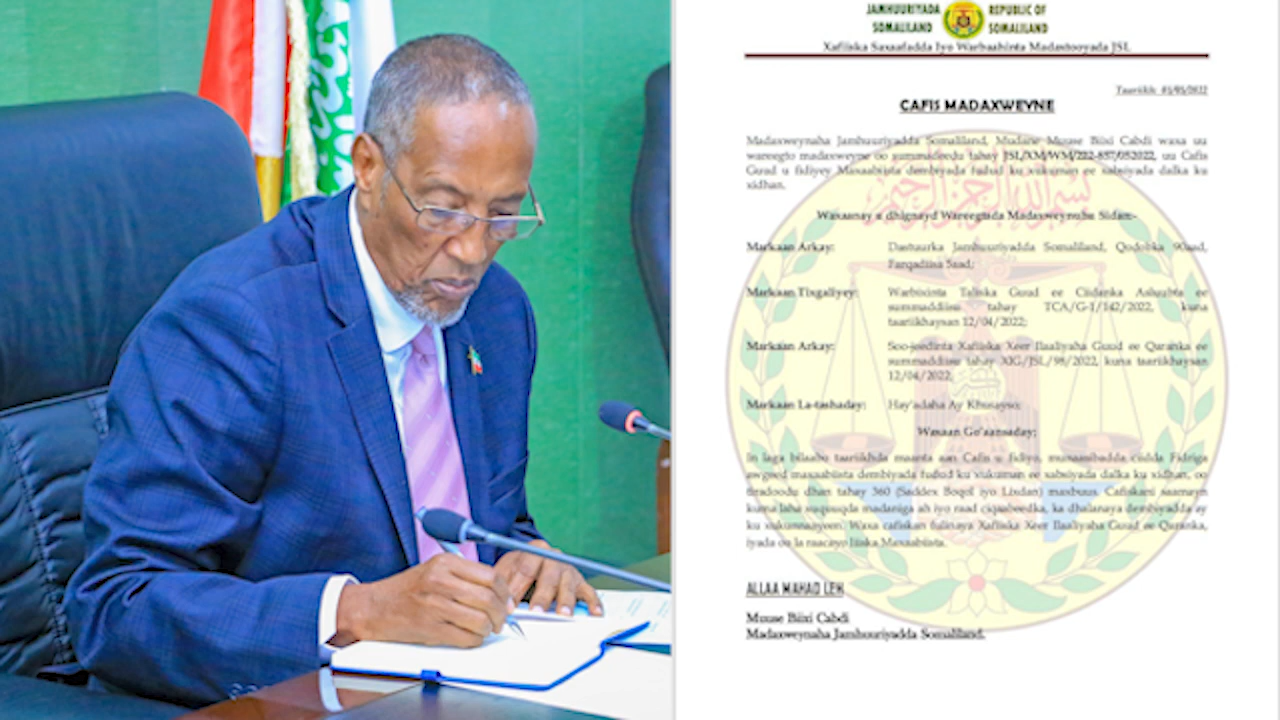 JAMHUURIYADA REPUBLIC OF
SOMALILAND SOMALILAND
Xafiiska Saxaafadda Iyo Warbaahinta Madaxtooyada JSL
Taariikh: 01/05/2022
CAFIS MADAXWEYNE
Madaxweynaha Jamhuuriyadda Somaliland, Mudane Muuse Biixi Cabdi waxa uu
wareegto madaxweyne oo summadeedu tahay JSL/XM/WM/222-857/052022, uu Cafis
Guud u fidiyey Maxaabiista dembiyada fudud ku xukuman ee xabsiyada dalka ku
xidhan.
Waxaanay u dhignayd Wareegtada Madaxweynuhu Sidan:-
Markaan Arkay: Dastuurka Jamhuuriyadda Somaliland, Qodobka 90aad,
Farqadiisa 5aad;
Markaan Tixgaliyey: Warbixinta Taliska Guud ee Ciidanka Asluubta ee
summaddiisu tahay TCA/G-1/142/2022, kuna
taariikhaysan 12/04/2022;
Markaan Arkay: Soo-jeedinta Xafiiska Xeer Ilaaliyaha Guud ee Qaranka ee
summaddiisu tahay XIG/JSL/98/2022, kuna taariikhaysan
12/04/2022;
Markaan La-tashaday: Hay'adaha Ay Khusayso;
Waxaan Go'aansaday;
In laga bilaabo taariikhda maanta aan Cafis u fidiyo, munaasibadda ciidda Fidriga
awgeed maxaabiista dembiyada fudud ku xukuman ee xabsiyada dalka ku xidhan, oo
tiradoodu dhan tahay 360 (Saddex Boqol iyo Lixdan) maxbuus. Cafiskani saamayn
kuma laha xuquuqda madaniga ah iyo raad ciqaabeedka, ka dhalanaya dembiyadda ay
ku xukunnaayeen. Waxa cafiskan fulinaya Xafiiska Xeer Ilaaliyaha Guud ee Qaranka,
iyada oo la raacayo liiska Maxaabiista.
ALLAA MAHAD LEH
Muuse Biixi Cabdi
Madaxweynaha Jamhuuriyadda Somaliland.